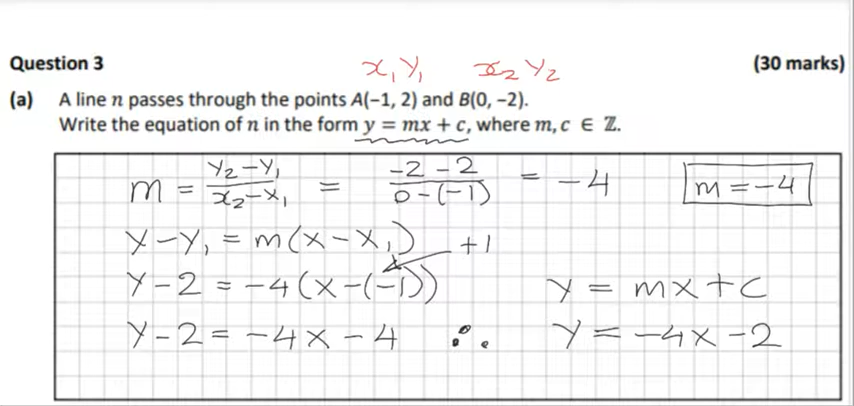 Question 3 (30 marks)
x₁ y₁ x₂ y₂
(a) A line n passes through the points A(−1, 2) and B(0, −2).
Write the equation of n in the form y = mx + c, where m, c ∈ ℤ.
m = (y₂ − y₁)/(x₂ − x₁) = (−2 − 2)/(0 − (−1)) = −4 m = −4
y − y₁ = m(x − x₁) +1
y − 2 = −4(x − (−1)) y = mx + c
y − 2 = −4x − 4 ∴ y = −4x − 2